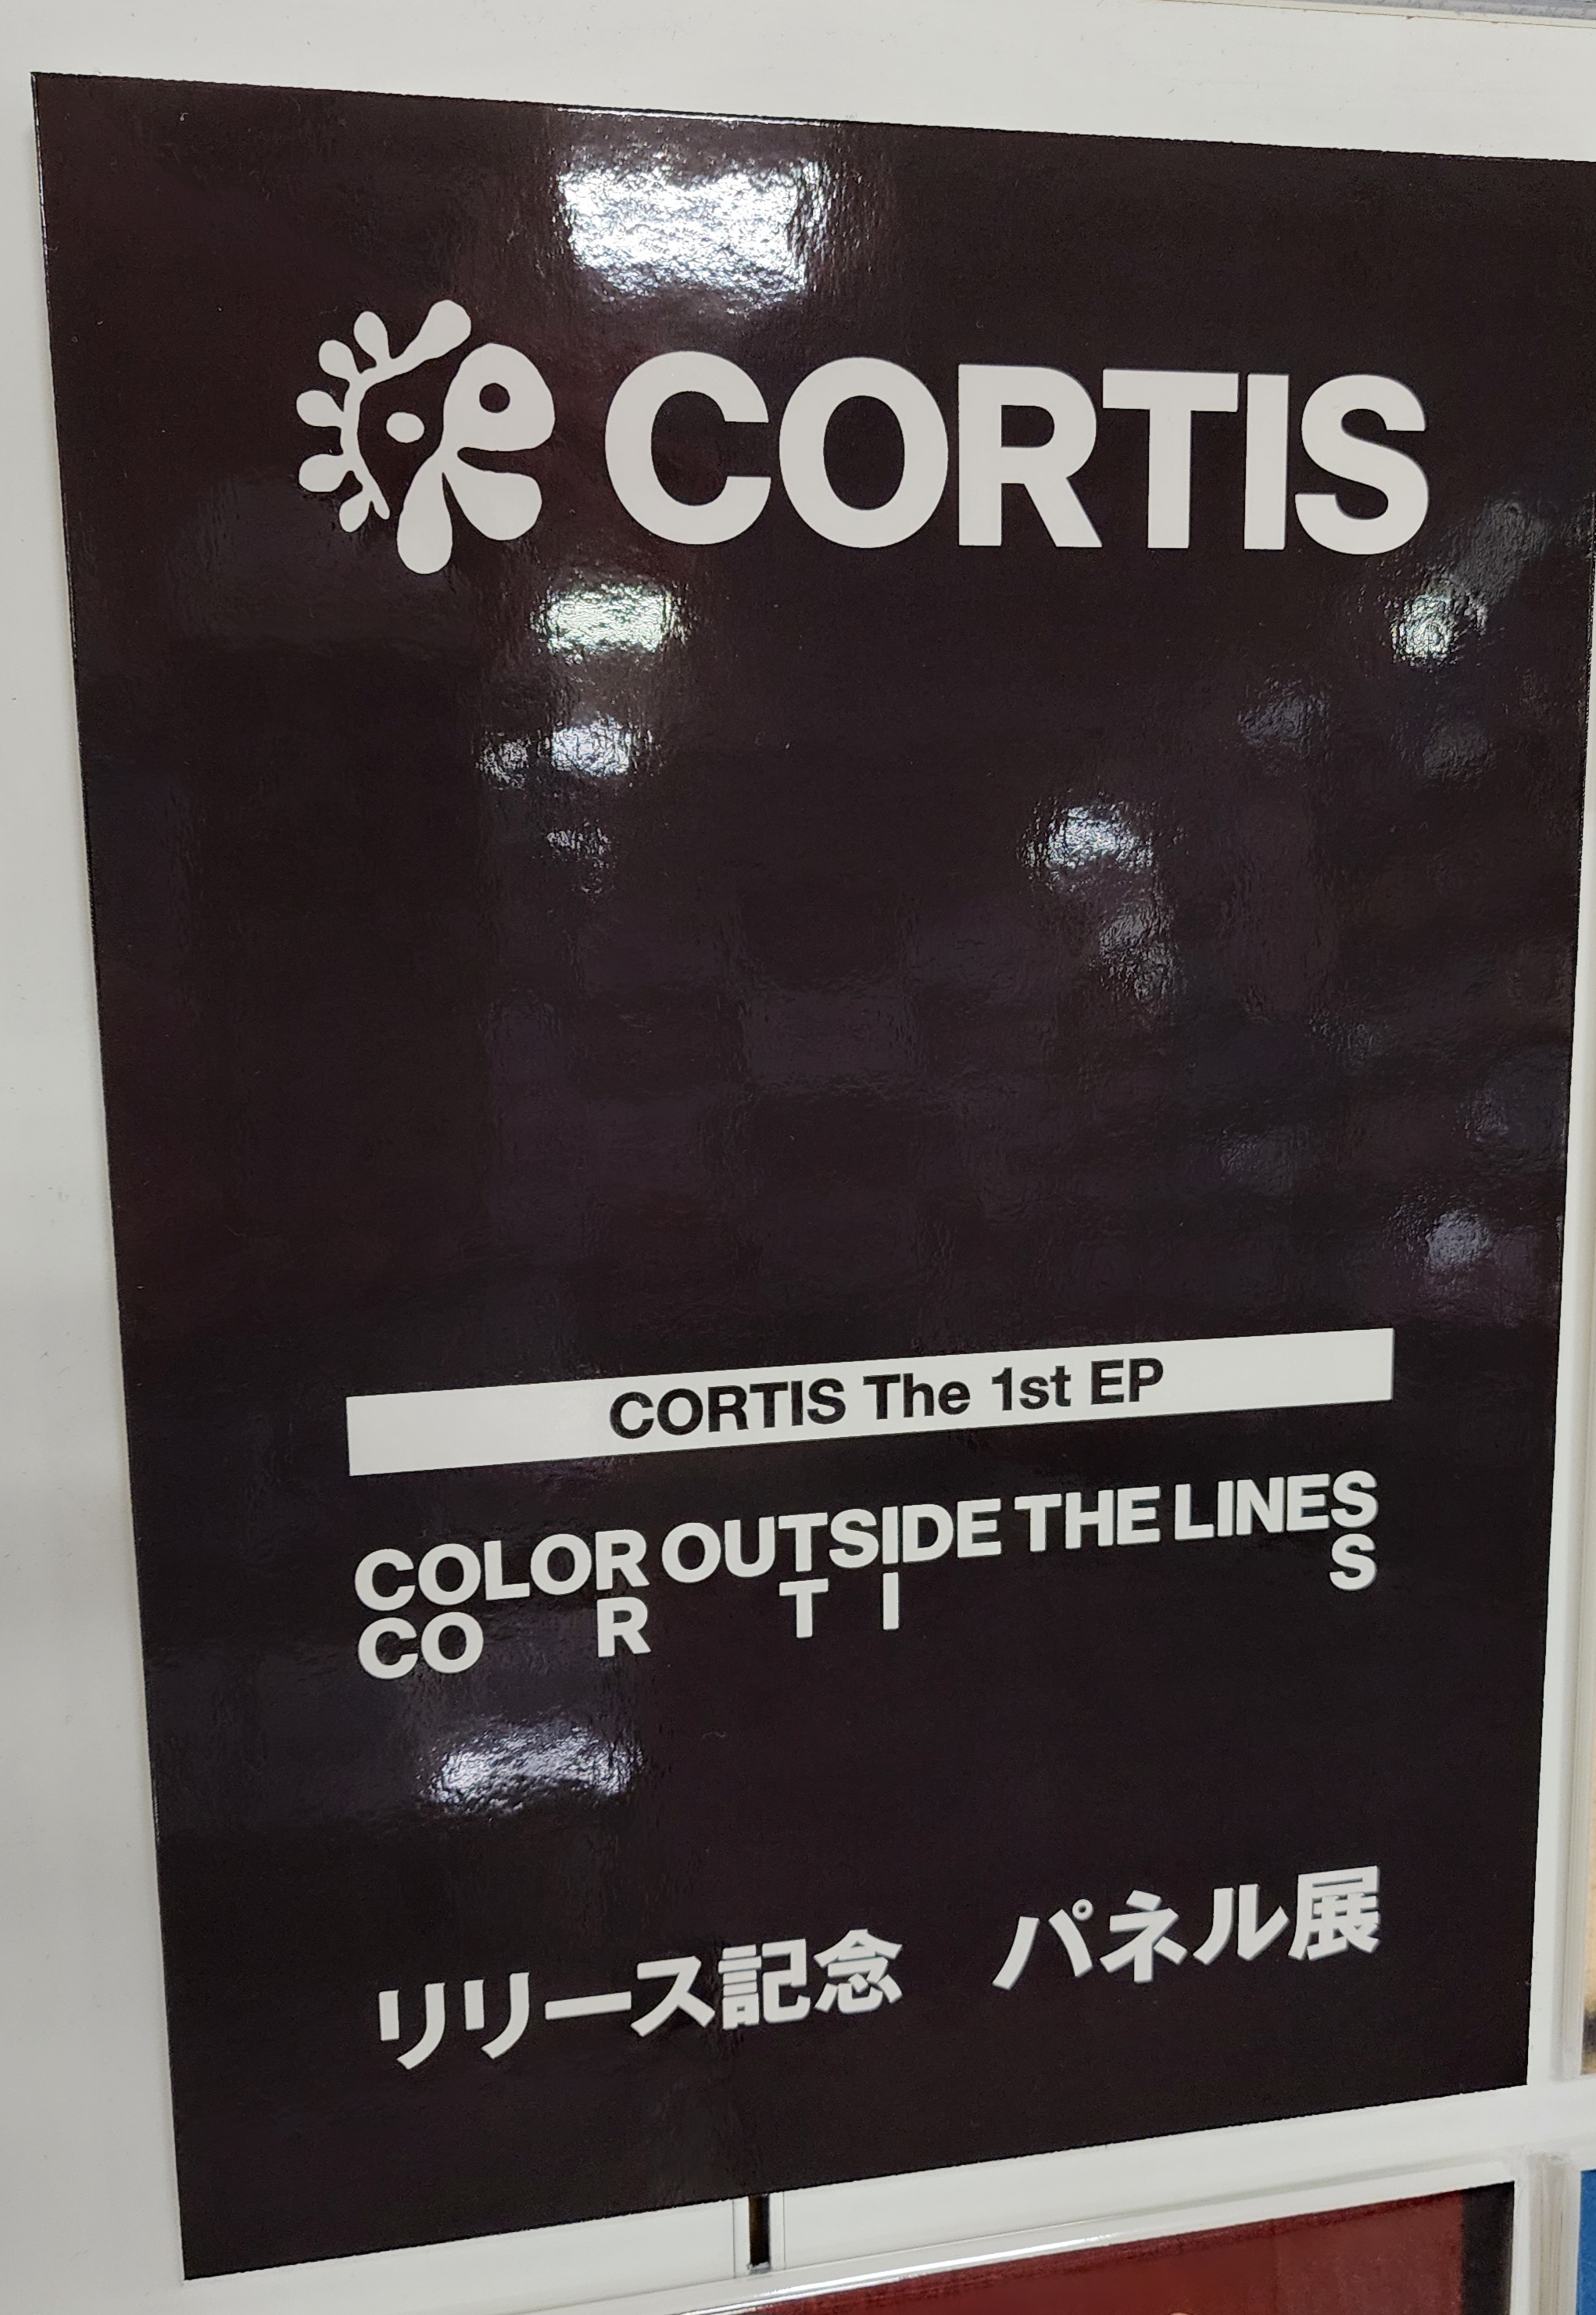 CORTIS
CORTIS The 1st EP
COLOR OUTSIDE THE LINES
CO R T I S
リリース記念 パネル展